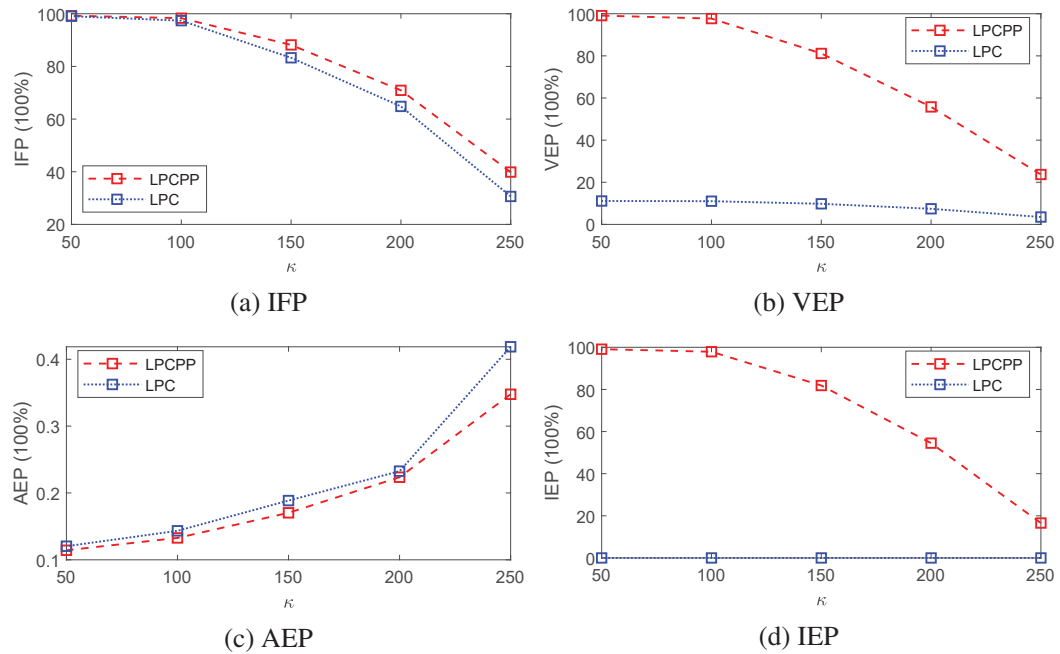 100
80
60
40
20
IFP (100%)
LPCPP
LPC
50
100
150
200
250
κ
(a) IFP
100
80
60
40
20
0
VEP (100%)
LPCPP
LPC
50
100
150
200
250
κ
(b) VEP
0.4
0.3
0.2
0.1
AEP (100%)
LPCPP
LPC
50
100
150
200
250
κ
(c) AEP
100
80
60
40
20
0
IEP (100%)
LPCPP
LPC
50
100
150
200
250
κ
(d) IEP